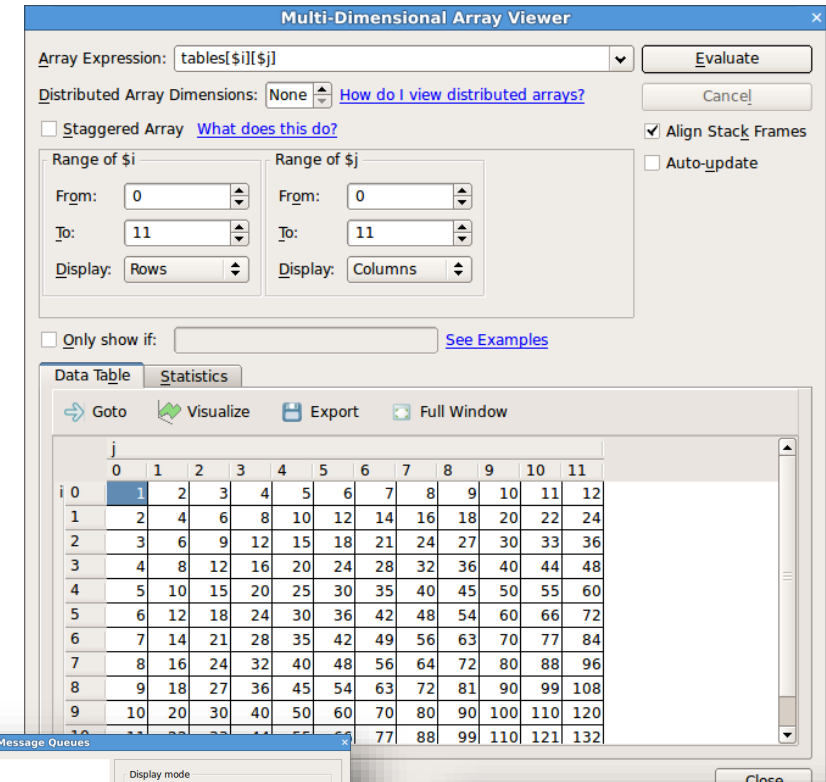 Multi-Dimensional Array Viewer ×
Array Expression: tables[$i][$j] Evaluate
Distributed Array Dimensions: None How do I view distributed arrays? Cancel
Staggered Array What does this do? Align Stack Frames
Range of $i Range of $j Auto-update
From: 0 From: 0
To: 11 To: 11
Display: Rows Display: Columns
Only show if: See Examples
Data Table Statistics
Goto Visualize Export Full Window
j
0 1 2 3 4 5 6 7 8 9 10 11
i 0 1 2 3 4 5 6 7 8 9 10 11 12
1 2 4 6 8 10 12 14 16 18 20 22 24
2 3 6 9 12 15 18 21 24 27 30 33 36
3 4 8 12 16 20 24 28 32 36 40 44 48
4 5 10 15 20 25 30 35 40 45 50 55 60
5 6 12 18 24 30 36 42 48 54 60 66 72
6 7 14 21 28 35 42 49 56 63 70 77 84
7 8 16 24 32 40 48 56 64 72 80 88 96
8 9 18 27 36 45 54 63 72 81 90 99 108
9 10 20 30 40 50 60 70 80 90 100 110 120
77 88 99 110 121 132
Message Queues ×
Display mode
Close